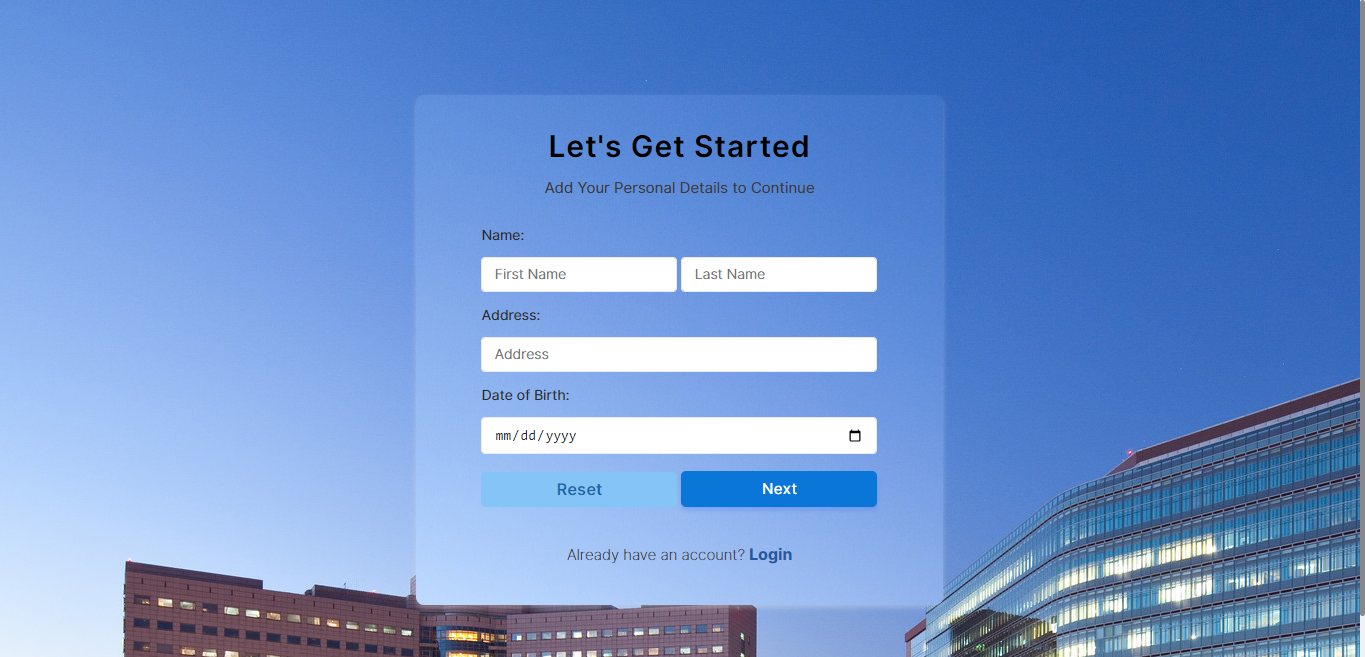 Let's Get Started
Add Your Personal Details to Continue
Name:
First Name Last Name
Address:
Address
Date of Birth:
mm/dd/yyyy
Reset Next
Already have an account? Login